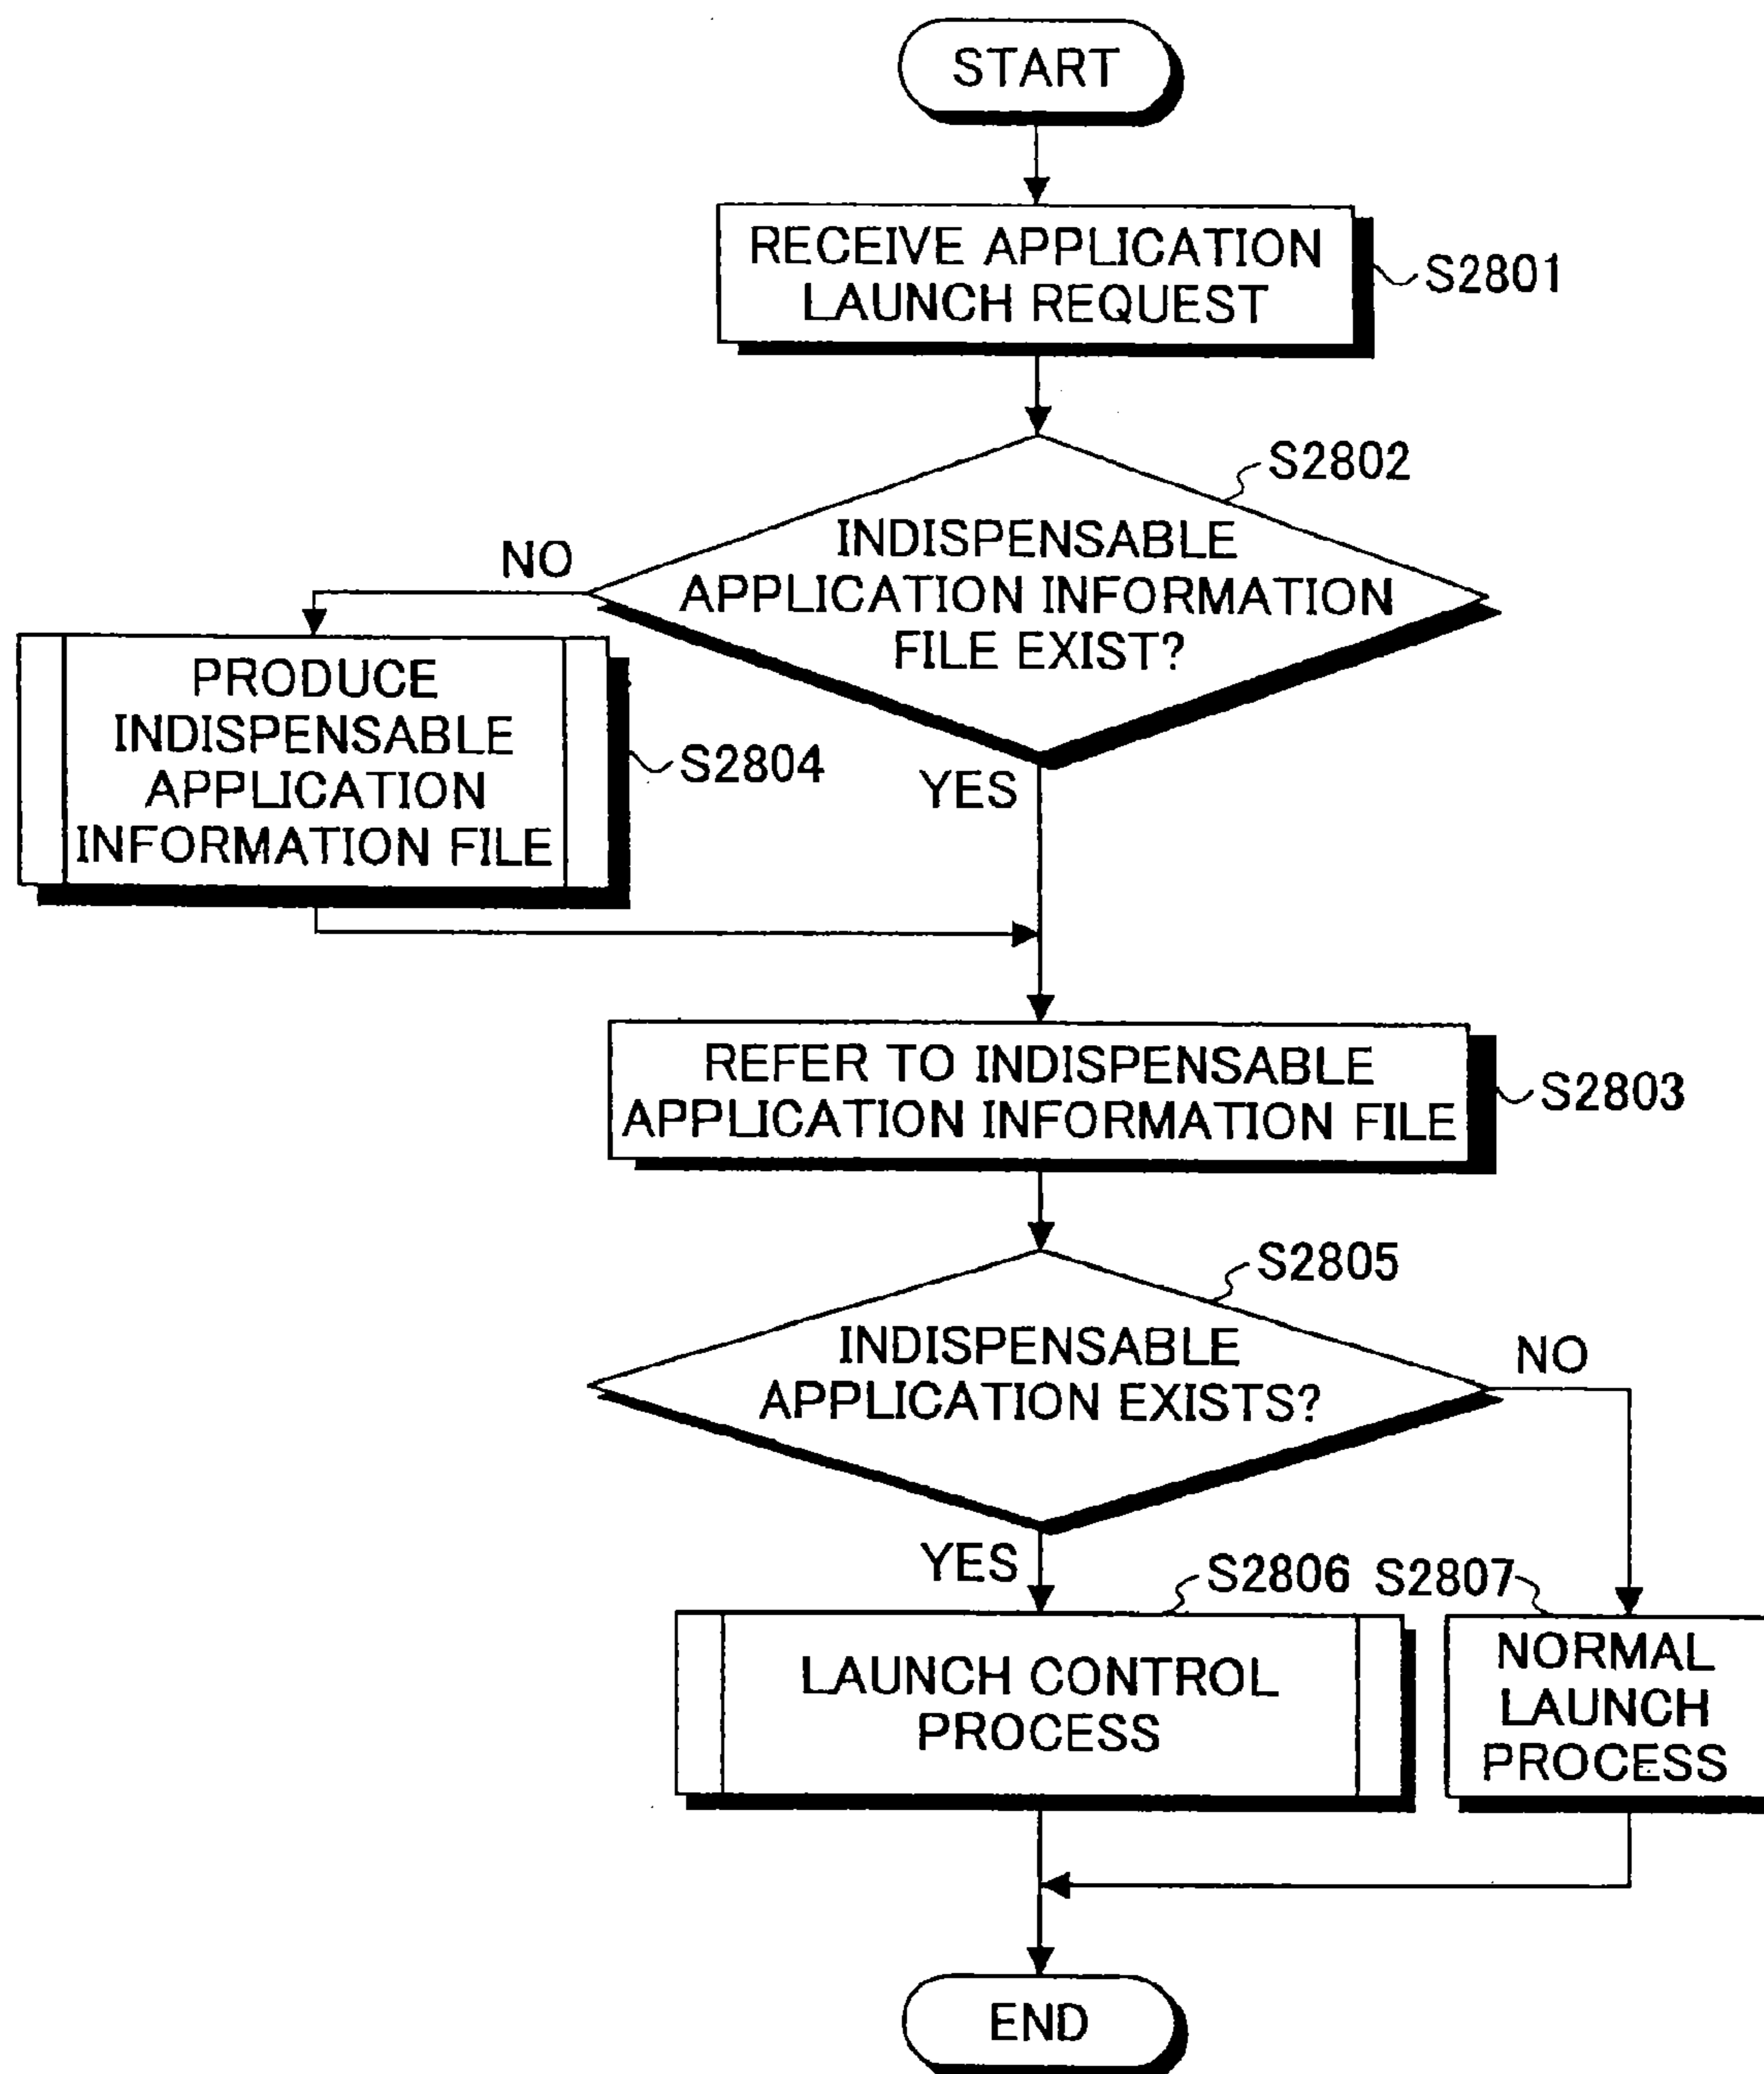 START
RECEIVE APPLICATION
LAUNCH REQUEST
S2801
S2802
INDISPENSABLE
APPLICATION INFORMATION
FILE EXIST?
NO
YES
PRODUCE
INDISPENSABLE
APPLICATION
INFORMATION FILE
S2804
REFER TO INDISPENSABLE
APPLICATION INFORMATION FILE
S2803
S2805
INDISPENSABLE
APPLICATION EXISTS?
NO
YES
S2806
S2807
LAUNCH CONTROL
PROCESS
NORMAL
LAUNCH
PROCESS
END